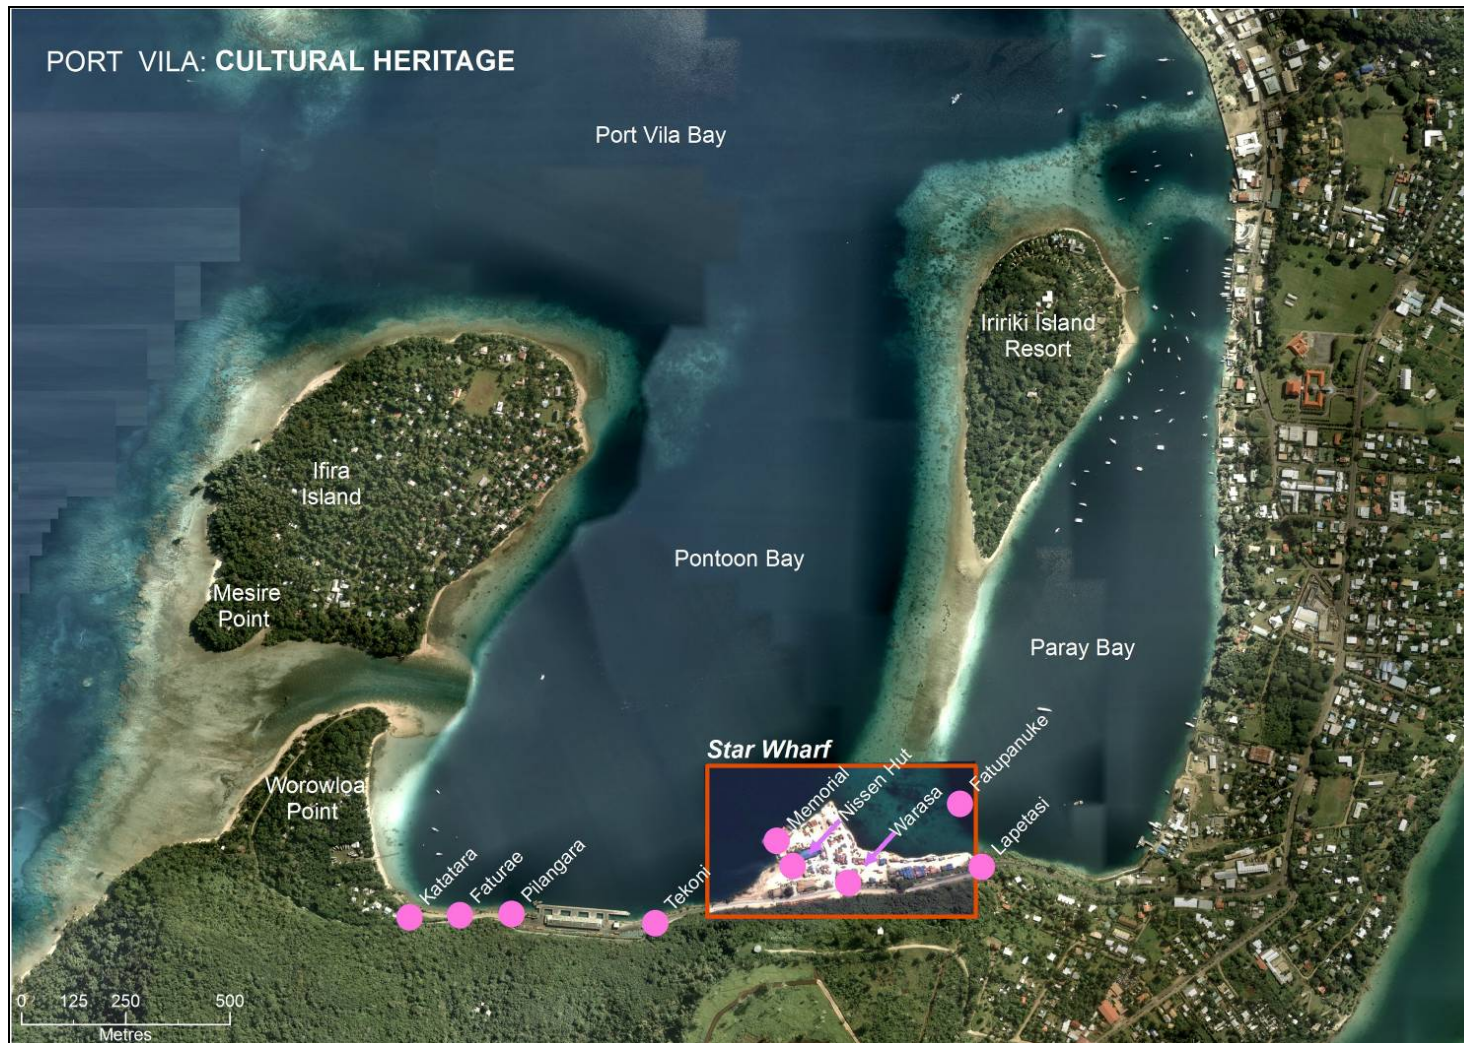 PORT VILA: CULTURAL HERITAGE
Port Vila Bay
Iririki Island
Resort
Ifira
Island
Pontoon Bay
Mesire
Point
Paray Bay
Star Wharf
Worowloa
Point
Katatara
Faturae
Pilangara
Tekoni
Memorial
Nissen Hut
Warasa
Fatupanuke
Lapetasi
0 125 250 500
Metres